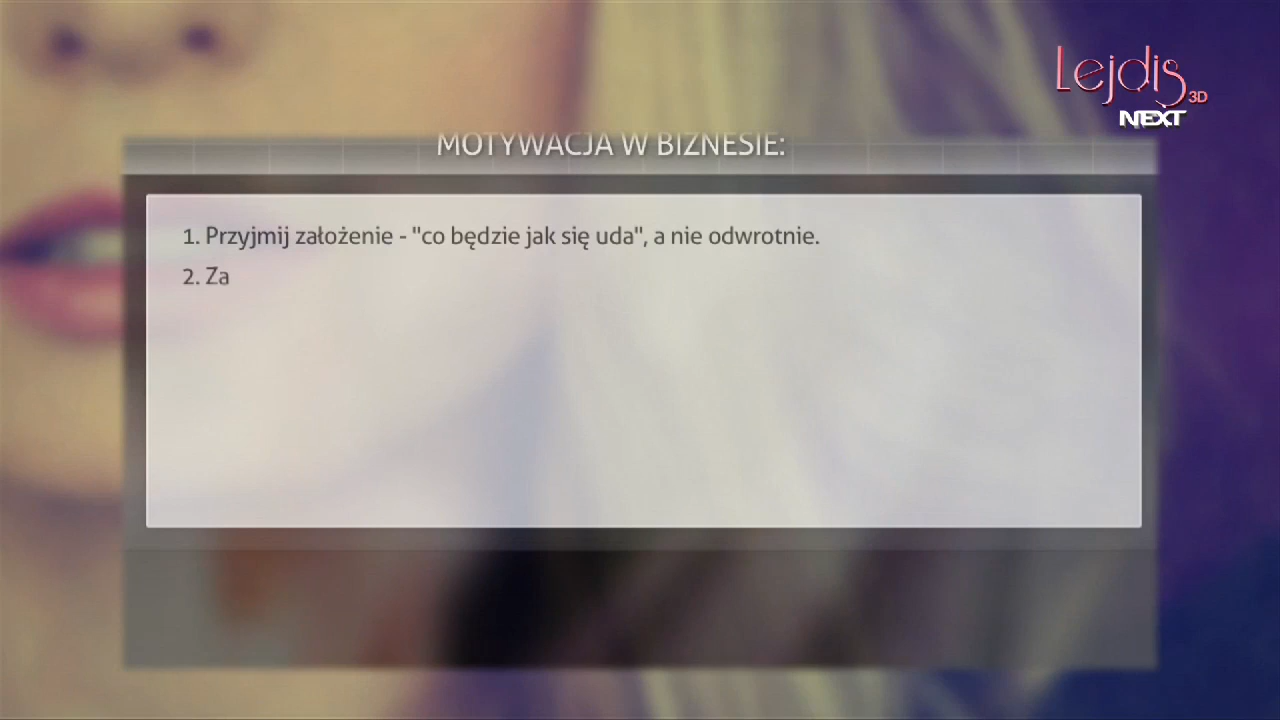 Lejdis
3D
NEXT
MOTYWACJA W BIZNESIE:
1. Przyjmij założenie - "co będzie jak się uda", a nie odwrotnie.
2. Za